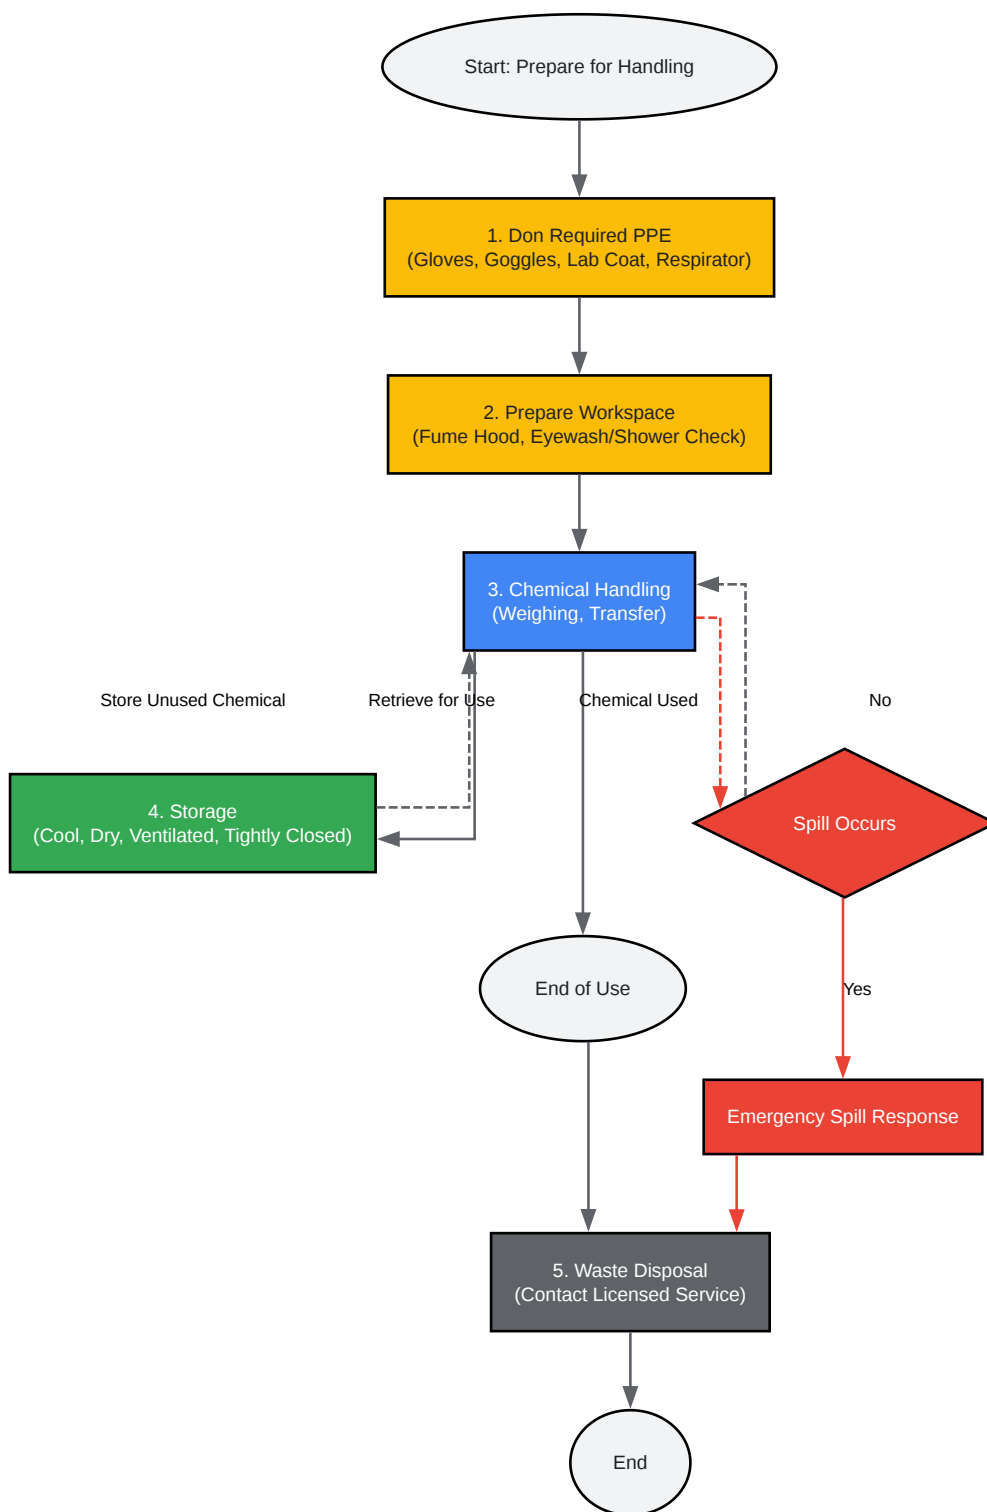 Start: Prepare for Handling
1. Don Required PPE
(Gloves, Goggles, Lab Coat, Respirator)
2. Prepare Workspace
(Fume Hood, Eyewash/Shower Check)
3. Chemical Handling
(Weighing, Transfer)
Store Unused Chemical
Retrieve for Use
Chemical Used
No
4. Storage
(Cool, Dry, Ventilated, Tightly Closed)
Spill Occurs
End of Use
Yes
Emergency Spill Response
5. Waste Disposal
(Contact Licensed Service)
End